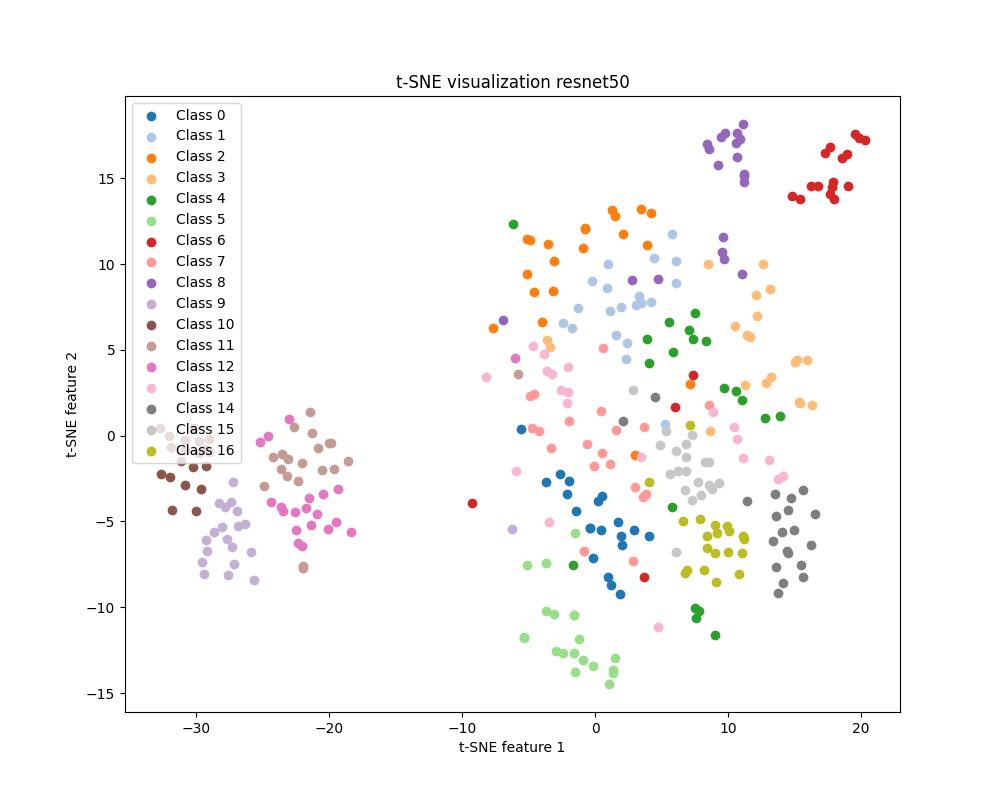 t-SNE visualization resnet50
Class 0
Class 1
Class 2
Class 3
Class 4
Class 5
Class 6
Class 7
Class 8
Class 9
Class 10
Class 11
Class 12
Class 13
Class 14
Class 15
Class 16
15
10
5
0
−5
−10
−15
t-SNE feature 2
−30
−20
−10
0
10
20
t-SNE feature 1